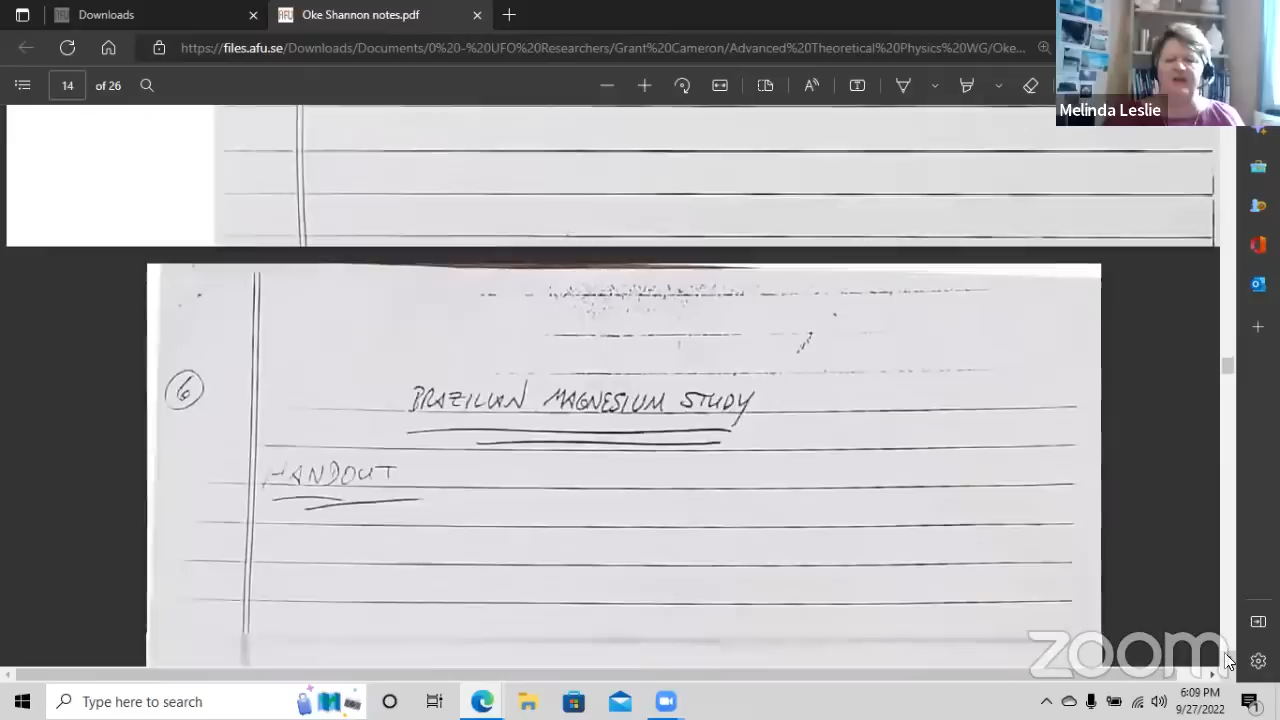 Downloads
Oke Shannon notes.pdf
https://files.afu.se/Downloads/Documents/0%20-%20UFO%20Researchers/Grant%20Cameron/Advanced%20Theoretical%20Physics%20WG/Oke...
14 of 26
Melinda Leslie
6
BRAZILIAN MAGNESIUM STUDY
HANDOUT
zoom
Type here to search
6:09 PM
9/27/2022